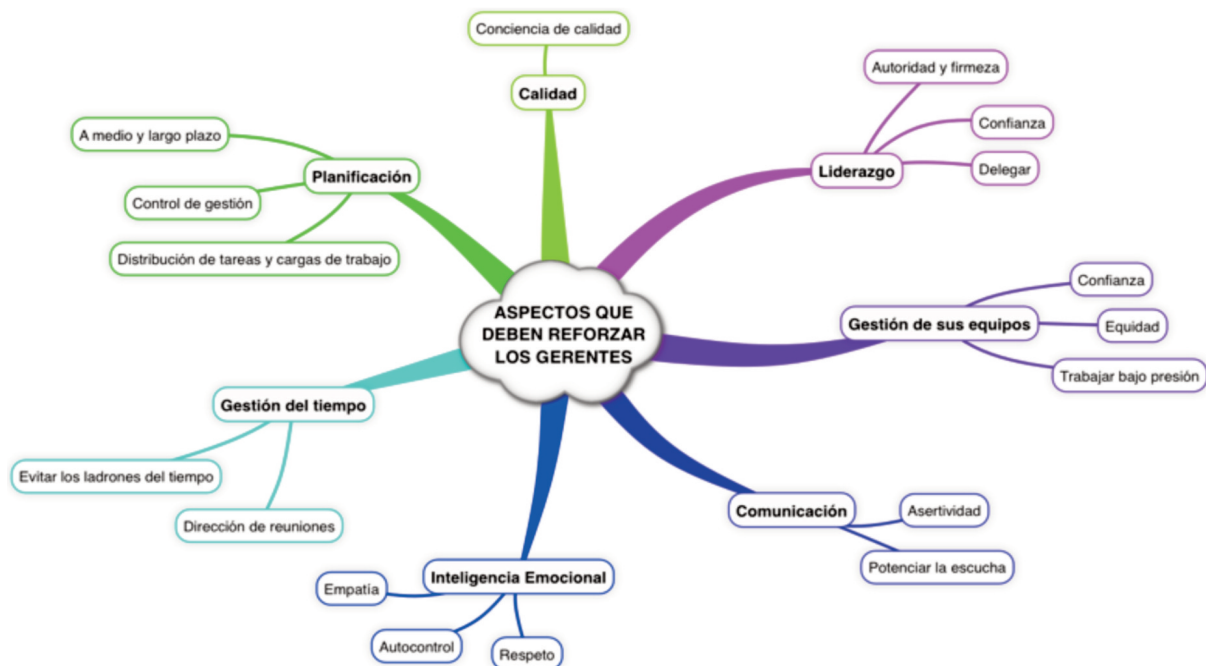 Conciencia de calidad
Calidad
Autoridad y firmeza
Confianza
Delegar
Liderazgo
A medio y largo plazo
Planificación
Control de gestión
Distribución de tareas y cargas de trabajo
ASPECTOS QUE
DEBEN REFORZAR
LOS GERENTES
Confianza
Gestión de sus equipos
Equidad
Trabajar bajo presión
Gestión del tiempo
Evitar los ladrones del tiempo
Dirección de reuniones
Comunicación
Asertividad
Potenciar la escucha
Inteligencia Emocional
Empatía
Autocontrol
Respeto